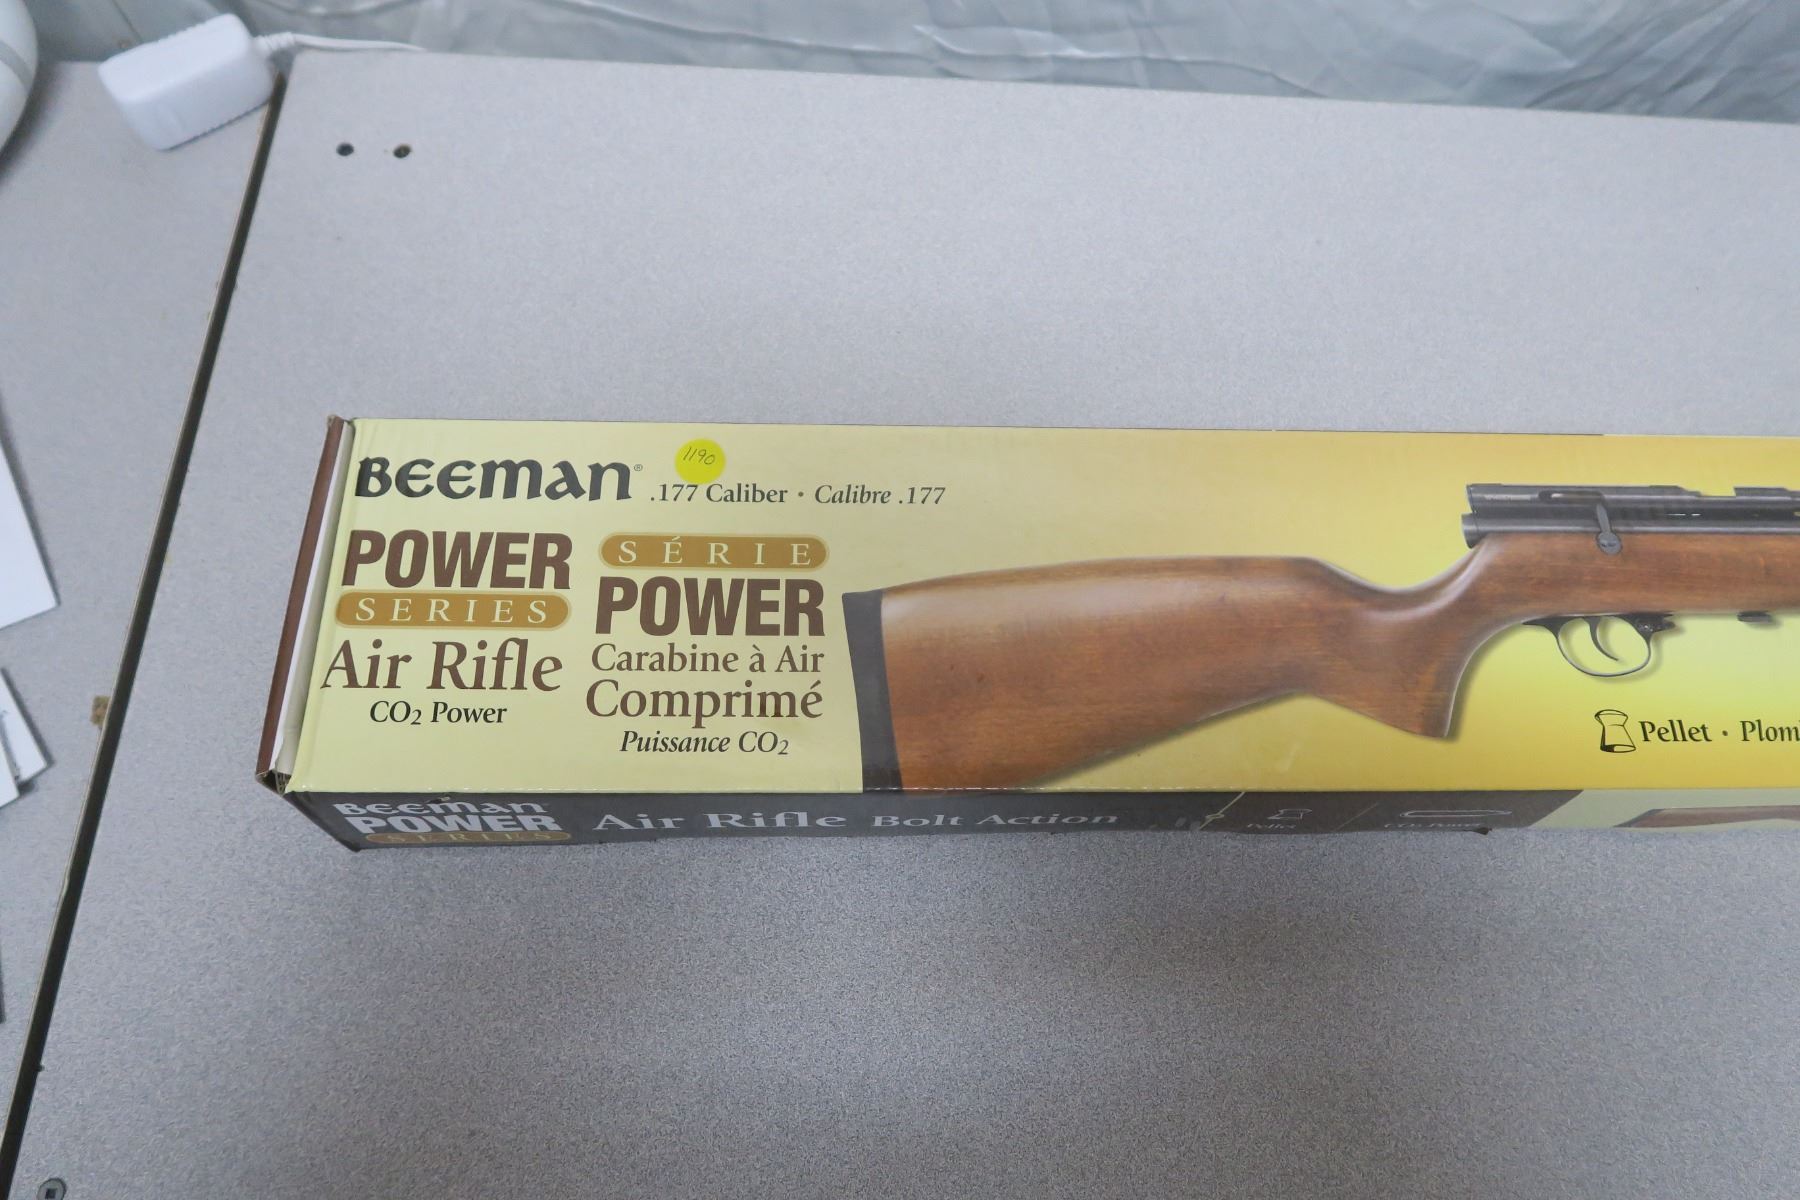 BEEMAN®
1190
.177 Caliber • Calibre .177
POWER
SERIES
Air Rifle
CO2 Power
SÉRIE
POWER
Carabine à Air
Comprimé
Puissance CO2
Pellet •
BEEMAN
POWER
SERIES
Air Rifle Bolt Action
Pellet